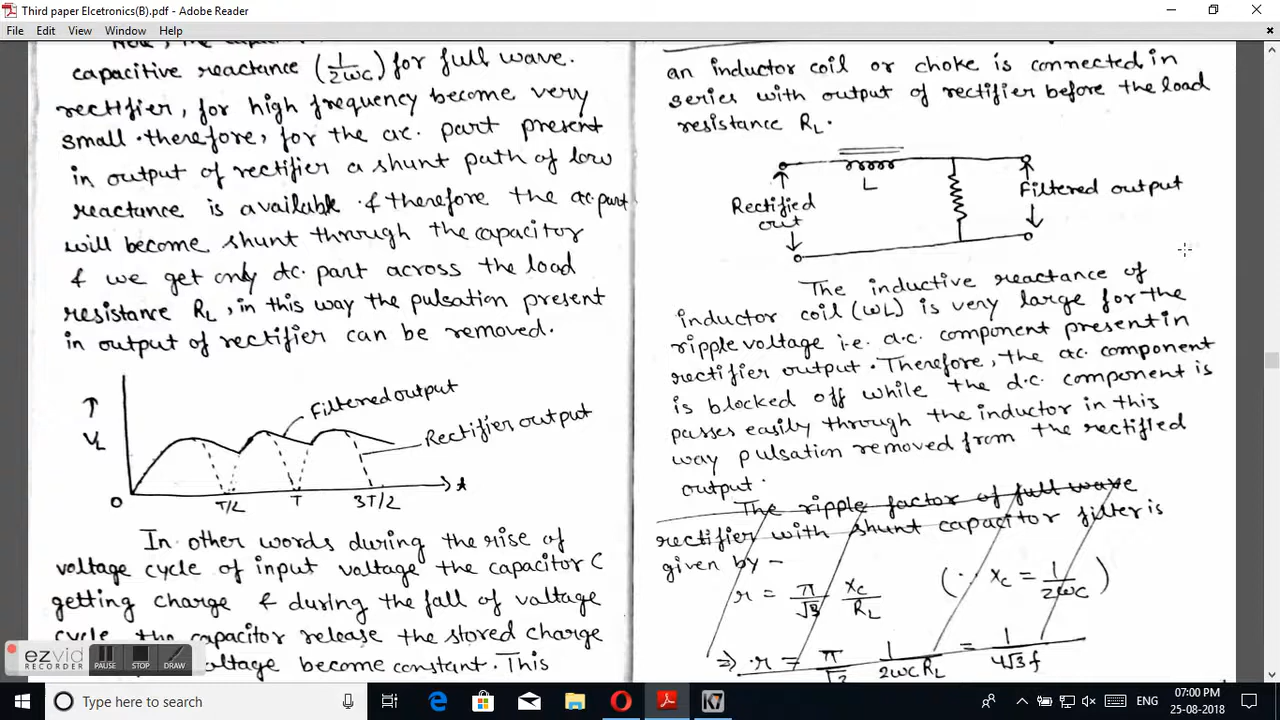 Third paper Elcetronics(B).pdf - Adobe Reader
File Edit View Window Help
capacitive reactance (1/2ωC) for full wave.
rectifier, for high frequency become very
small. therefore, for the a.c. part present
in output of rectifier a shunt path of low
reactance is available. & therefore the ac part
will become shunt through the capacitor
& we get only dc. part across the load
resistance RL, in this way the pulsation present
in output of rectifier can be removed.
↑
VL
Filtered output
Rectifier output
O T/2 T 3T/2 t
In other words during the rise of
voltage cycle of input voltage the capacitor C
getting charge & during the fall of voltage
cycle the capacitor release the stored charge
voltage become constant. This
an inductor coil or choke is connected in
series with output of rectifier before the load
resistance RL.
L
Rectified
out
Filtered output
The inductive reactance of
inductor coil (ωL) is very large for the
ripple voltage i.e. a.c. component present in
rectifier output. Therefore, the ac component
is blocked off while the d.c. component is
passes easily through the inductor in this
way pulsation removed from the rectified
output.
The ripple factor of full wave
rectifier with shunt capacitor filter is
given by -
r = π/√3 XC/RL (∵ XC = 1/2ωC)
⇒ r = π/√3 1/2ωCRL = 1/4√3f
ezvid
RECORDER
PAUSE STOP DRAW
Type here to search
ENG
07:00 PM
25-08-2018